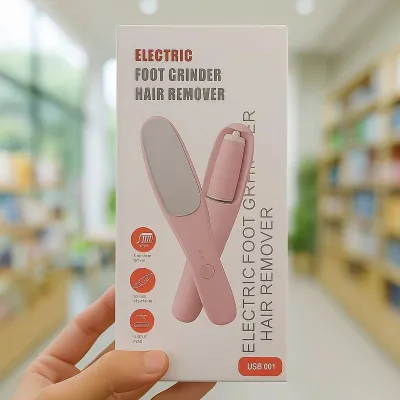 ELECTRIC
FOOT GRINDER
HAIR REMOVER
ELECTRIC FOOT GRINDER
HAIR REMOVER
USB 001